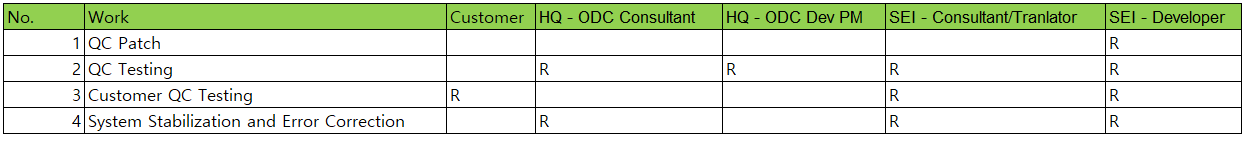 No. Work Customer HQ - ODC Consultant HQ - ODC Dev PM SEI - Consultant/Tranlator SEI - Developer
1 QC Patch R
2 QC Testing R R R R
3 Customer QC Testing R R R
4 System Stabilization and Error Correction R R R